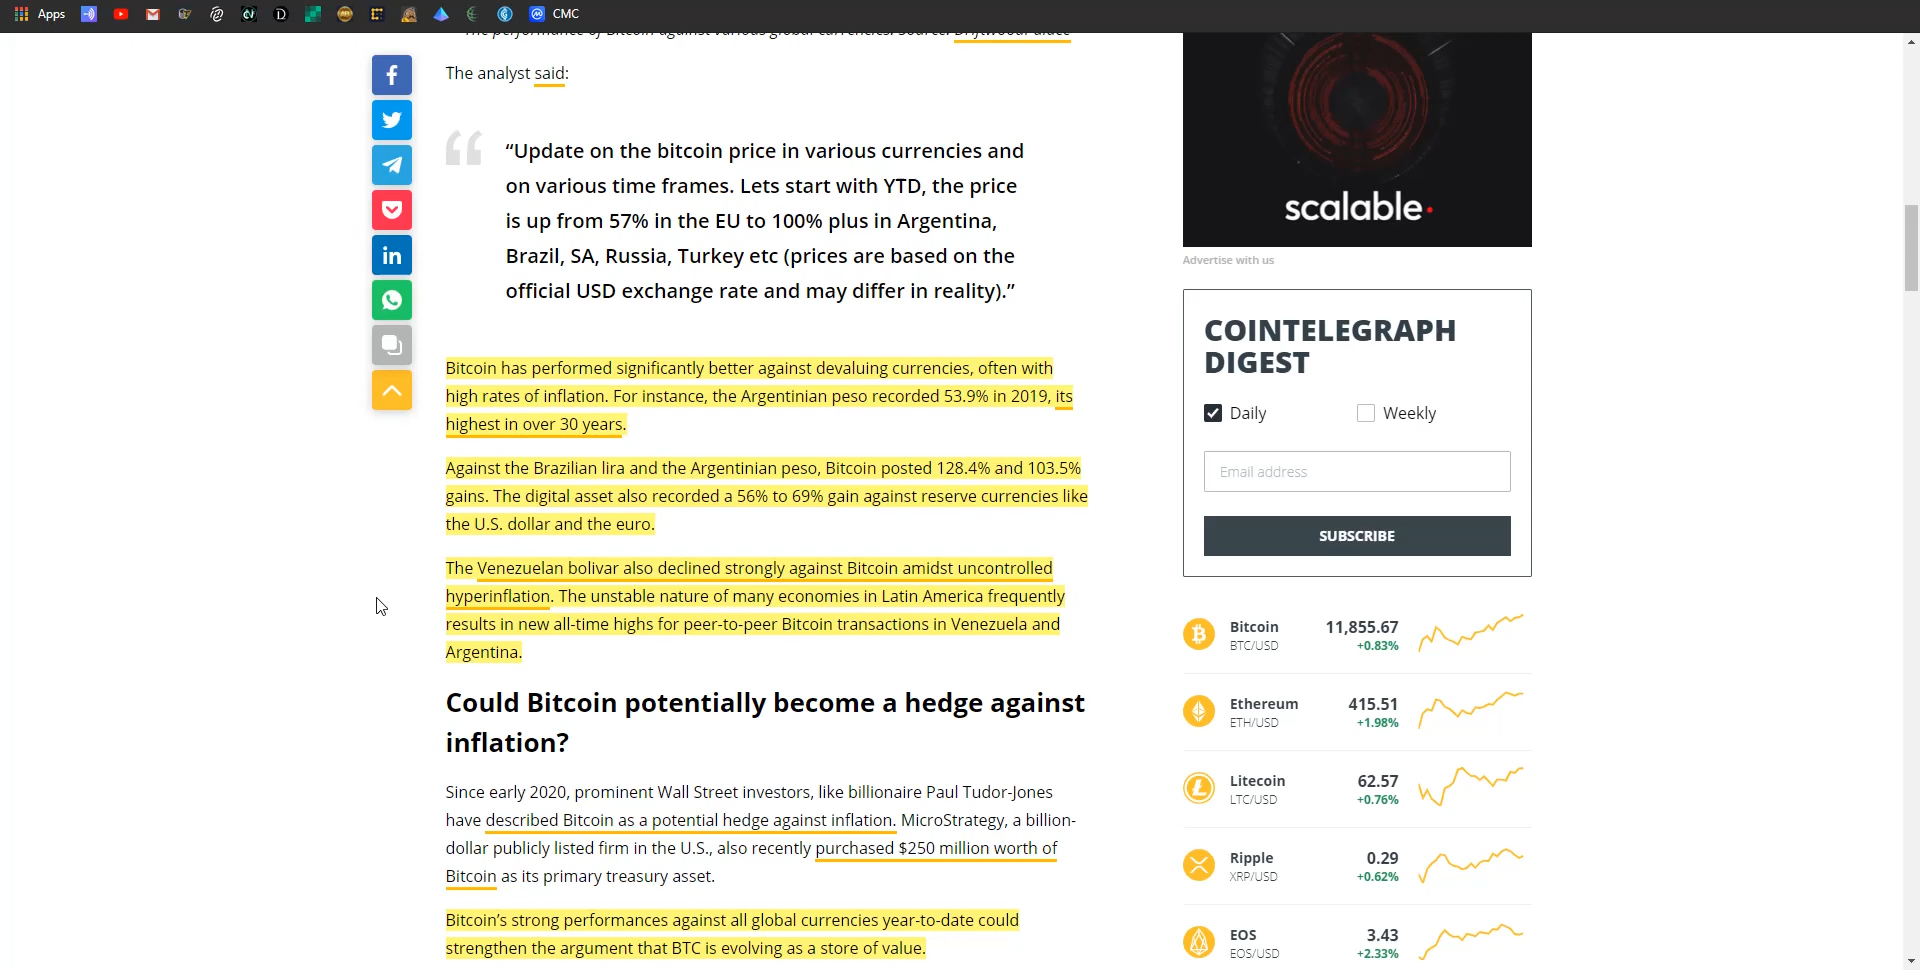 Apps
CMC
The performance of Bitcoin against various global currencies. Source:
The analyst said:
“Update on the bitcoin price in various currencies and
on various time frames. Lets start with YTD, the price
is up from 57% in the EU to 100% plus in Argentina,
Brazil, SA, Russia, Turkey etc (prices are based on the
official USD exchange rate and may differ in reality).”
Bitcoin has performed significantly better against devaluing currencies, often with
high rates of inflation. For instance, the Argentinian peso recorded 53.9% in 2019, its
highest in over 30 years.
Against the Brazilian lira and the Argentinian peso, Bitcoin posted 128.4% and 103.5%
gains. The digital asset also recorded a 56% to 69% gain against reserve currencies like
the U.S. dollar and the euro.
The Venezuelan bolivar also declined strongly against Bitcoin amidst uncontrolled
hyperinflation. The unstable nature of many economies in Latin America frequently
results in new all-time highs for peer-to-peer Bitcoin transactions in Venezuela and
Argentina.
Could Bitcoin potentially become a hedge against
inflation?
Since early 2020, prominent Wall Street investors, like billionaire Paul Tudor-Jones
have described Bitcoin as a potential hedge against inflation. MicroStrategy, a billion-
dollar publicly listed firm in the U.S., also recently purchased $250 million worth of
Bitcoin as its primary treasury asset.
Bitcoin’s strong performances against all global currencies year-to-date could
strengthen the argument that BTC is evolving as a store of value.
scalable
Advertise with us
COINTELEGRAPH
DIGEST
Daily Weekly
Email address
SUBSCRIBE
Bitcoin 11,855.67
BTC/USD +0.83%
Ethereum 415.51
ETH/USD +1.98%
Litecoin 62.57
LTC/USD +0.76%
Ripple 0.29
XRP/USD +0.62%
EOS 3.43
EOS/USD +2.33%